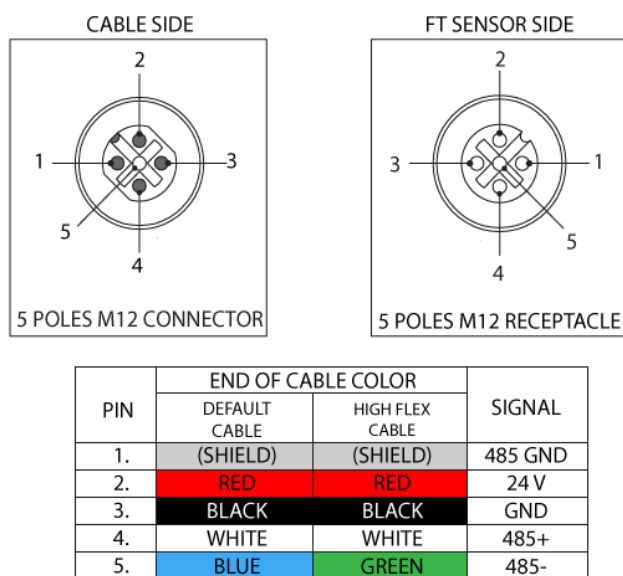 CABLE SIDE
2
1
3
5
4
5 POLES M12 CONNECTOR
FT SENSOR SIDE
2
3
1
5
4
5 POLES M12 RECEPTACLE
PIN END OF CABLE COLOR SIGNAL
DEFAULT CABLE HIGH FLEX CABLE
1. (SHIELD) (SHIELD) 485 GND
2. RED RED 24 V
3. BLACK BLACK GND
4. WHITE WHITE 485+
5. BLUE GREEN 485-